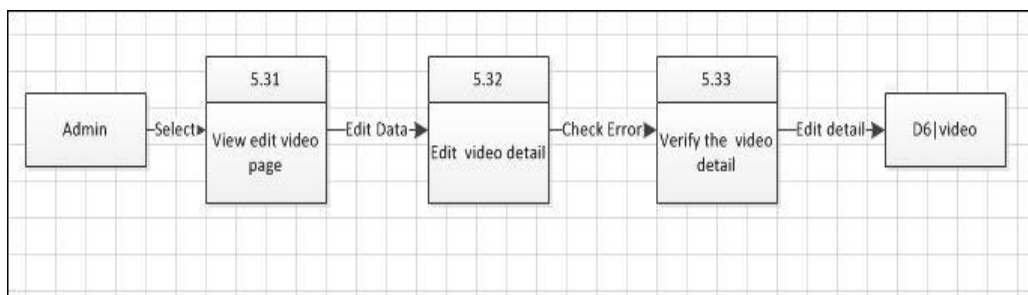 Admin
Select
5.31
View edit video
page
Edit Data
5.32
Edit video detail
Check Error
5.33
Verify the video
detail
Edit detail
D6|video